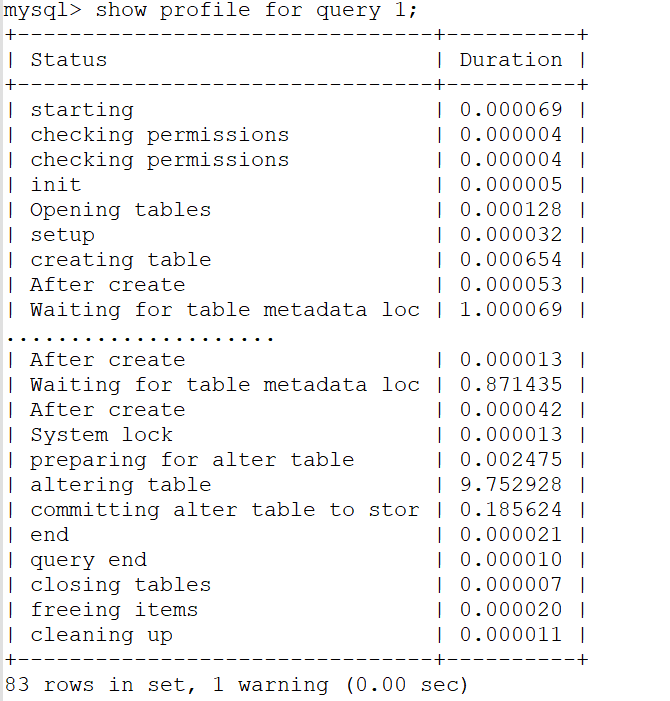 mysql> show profile for query 1;
+--------------------------------+----------+
| Status                         | Duration |
+--------------------------------+----------+
| starting                       | 0.000069 |
| checking permissions           | 0.000004 |
| checking permissions           | 0.000004 |
| init                           | 0.000005 |
| Opening tables                 | 0.000128 |
| setup                          | 0.000032 |
| creating table                 | 0.000654 |
| After create                   | 0.000053 |
| Waiting for table metadata loc | 1.000069 |
.....................
| After create                   | 0.000013 |
| Waiting for table metadata loc | 0.871435 |
| After create                   | 0.000042 |
| System lock                    | 0.000013 |
| preparing for alter table      | 0.002475 |
| altering table                 | 9.752928 |
| committing alter table to stor | 0.185624 |
| end                            | 0.000021 |
| query end                      | 0.000010 |
| closing tables                 | 0.000007 |
| freeing items                  | 0.000020 |
| cleaning up                    | 0.000011 |
+--------------------------------+----------+
83 rows in set, 1 warning (0.00 sec)